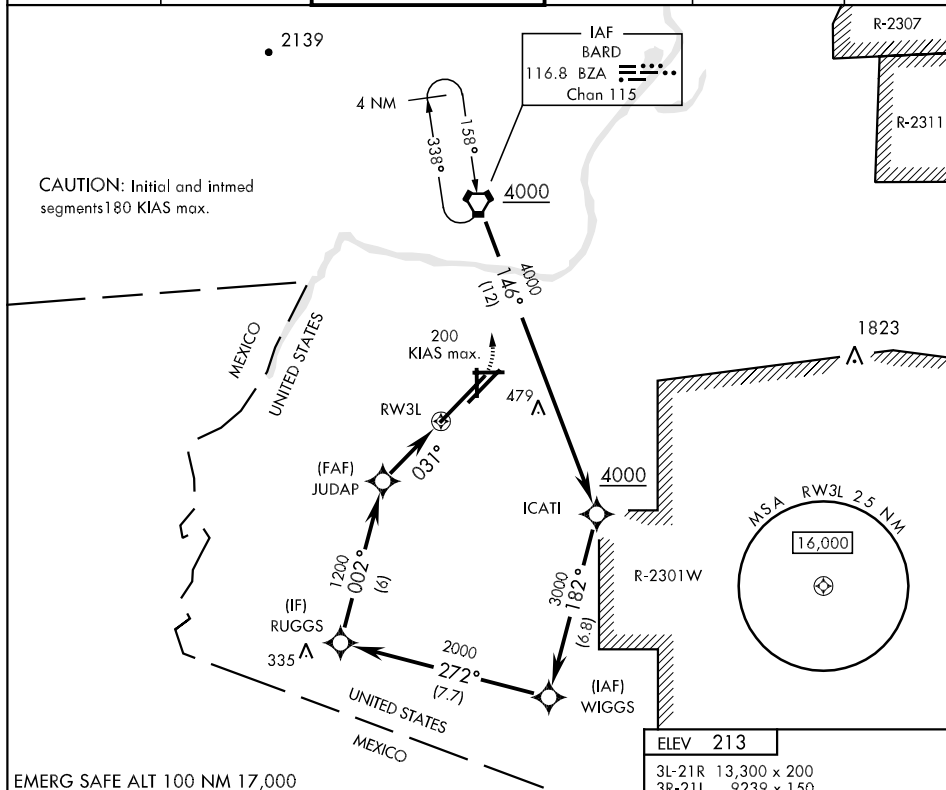 2139
R-2307
IAF
BARD
116.8 BZA
Chan 115
4 NM
158°
338°
R-2311
CAUTION: Initial and intmed
segments180 KIAS max.
4000
4000
146°
(12)
MEXICO
UNITED STATES
200
KIAS max.
1823
479
RW3L
031°
(FAF)
JUDAP
4000
ICATI
MSA RW3L 25 NM
16,000
R-2301W
1200
002°
(6)
3000
182°
(6.8)
(IF)
RUGGS
335
2000
272°
(7.7)
(IAF)
WIGGS
UNITED STATES
MEXICO
ELEV 213
3L-21R 13,300 x 200
3R-21L 9239 x 150
EMERG SAFE ALT 100 NM 17,000